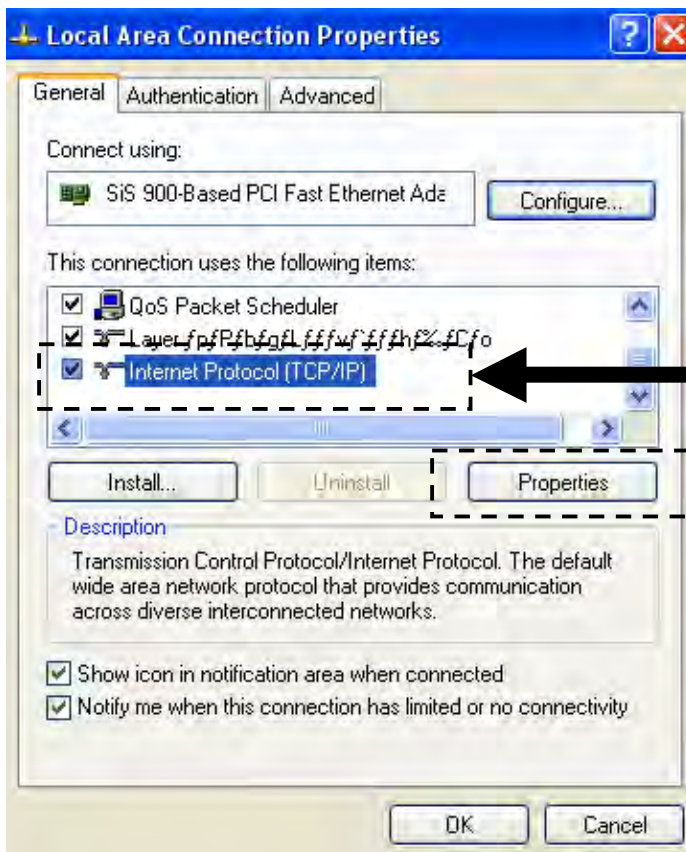 Local Area Connection Properties
General Authentication Advanced
Connect using:
SiS 900-Based PCI Fast Ethernet Ada
Configure...
This connection uses the following items:
QoS Packet Scheduler
Layer
Internet Protocol (TCP/IP)
Install... Uninstall Properties
Description
Transmission Control Protocol/Internet Protocol. The default
wide area network protocol that provides communication
across diverse interconnected networks.
Show icon in notification area when connected
Notify me when this connection has limited or no connectivity
OK Cancel